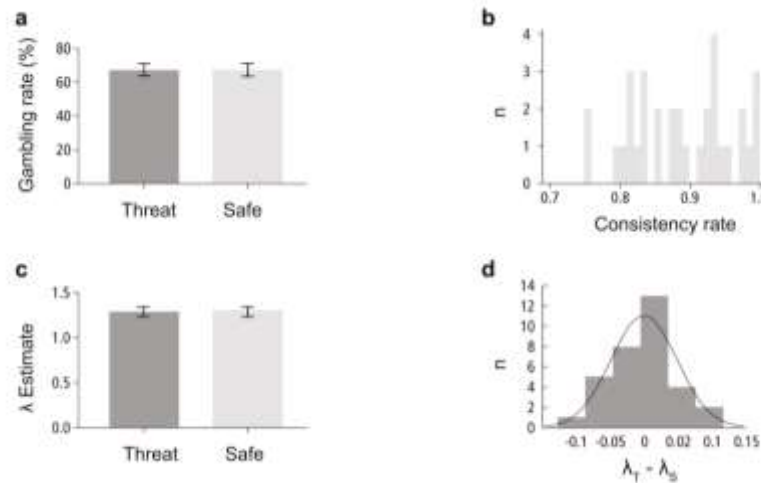 a
Gambling rate (%)
80
60
40
20
0
Threat Safe
b
n
4
3
2
1
0
0.7 0.8 0.9 1.
Consistency rate
c
λ Estimate
1.5
1.0
0.5
0.0
Threat Safe
d
n
14
12
10
8
6
4
2
0
-0.1 -0.05 0 0.02 0.1 0.15
λT - λS